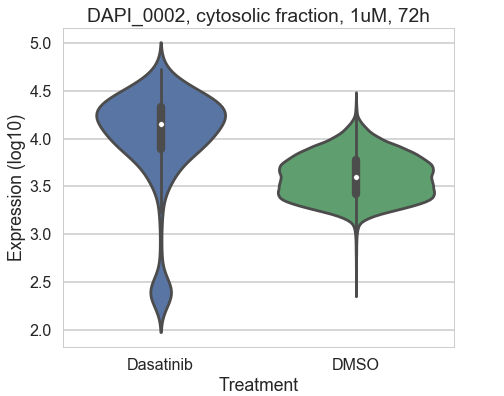 DAPI_0002, cytosolic fraction, 1uM, 72h
Expression (log10)
5.0
4.5
4.0
3.5
3.0
2.5
2.0
Dasatinib
DMSO
Treatment